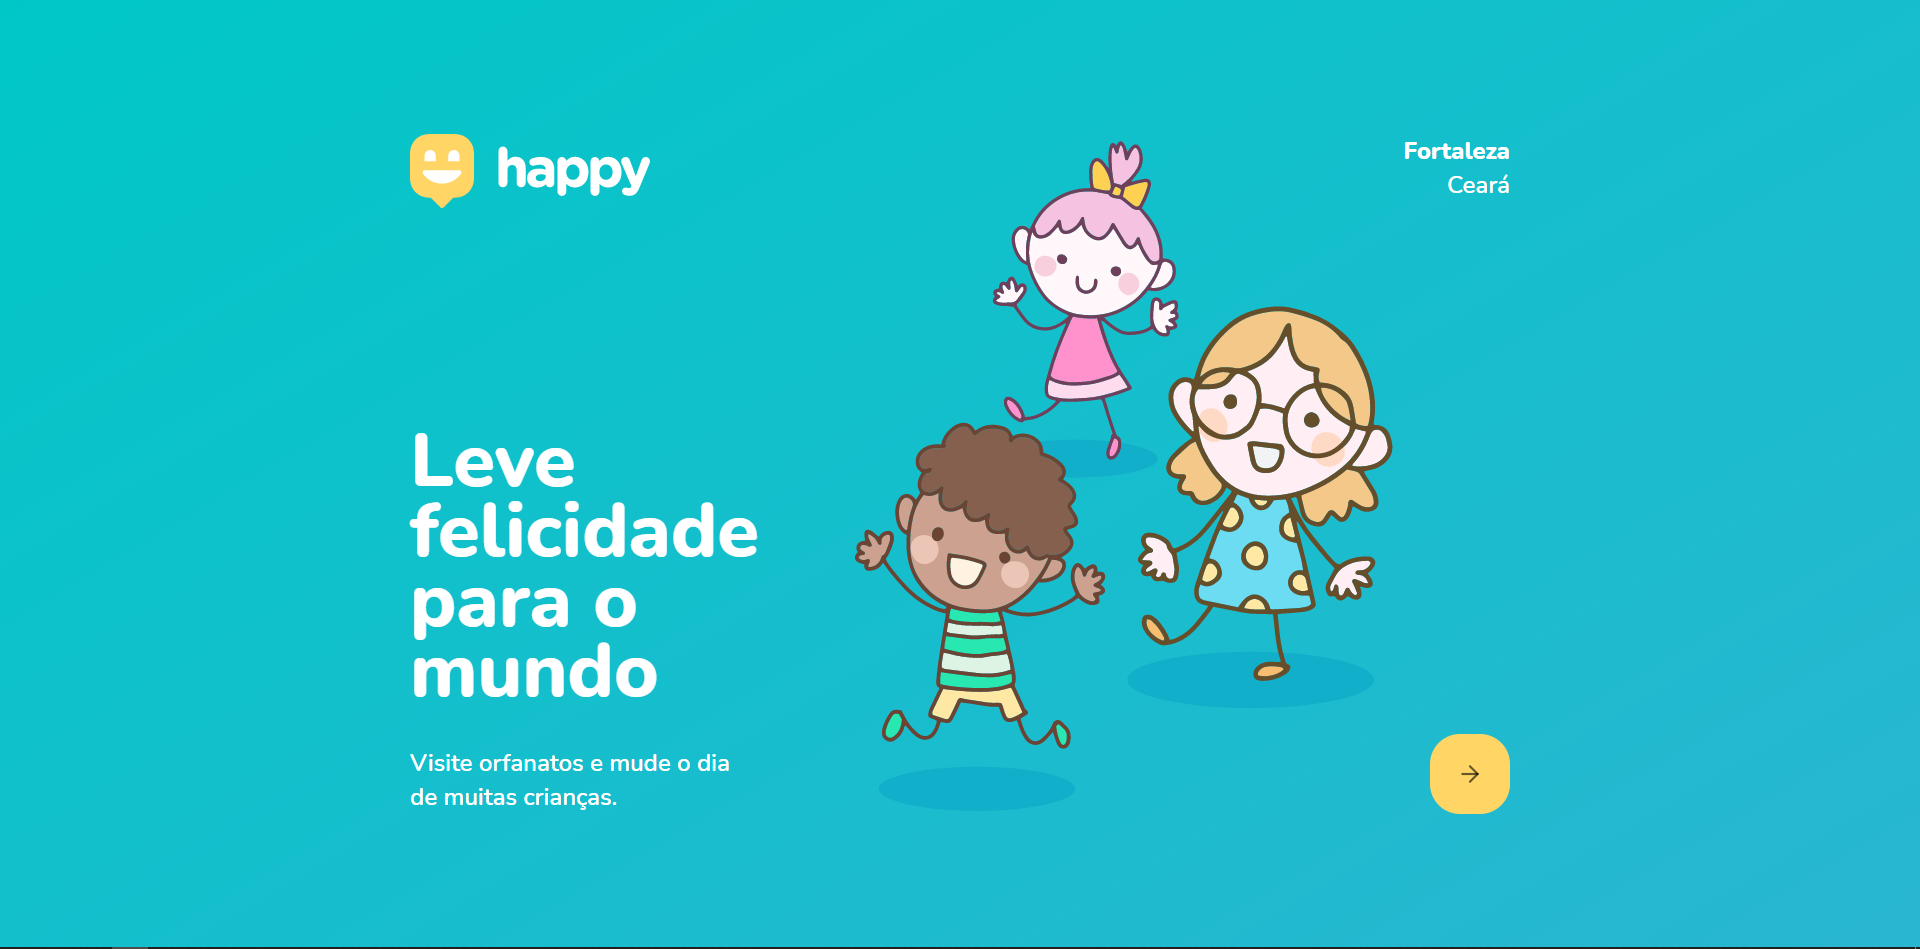 happy
Fortaleza
Ceará
Leve
felicidade
para o
mundo
Visite orfanatos e mude o dia
de muitas crianças.